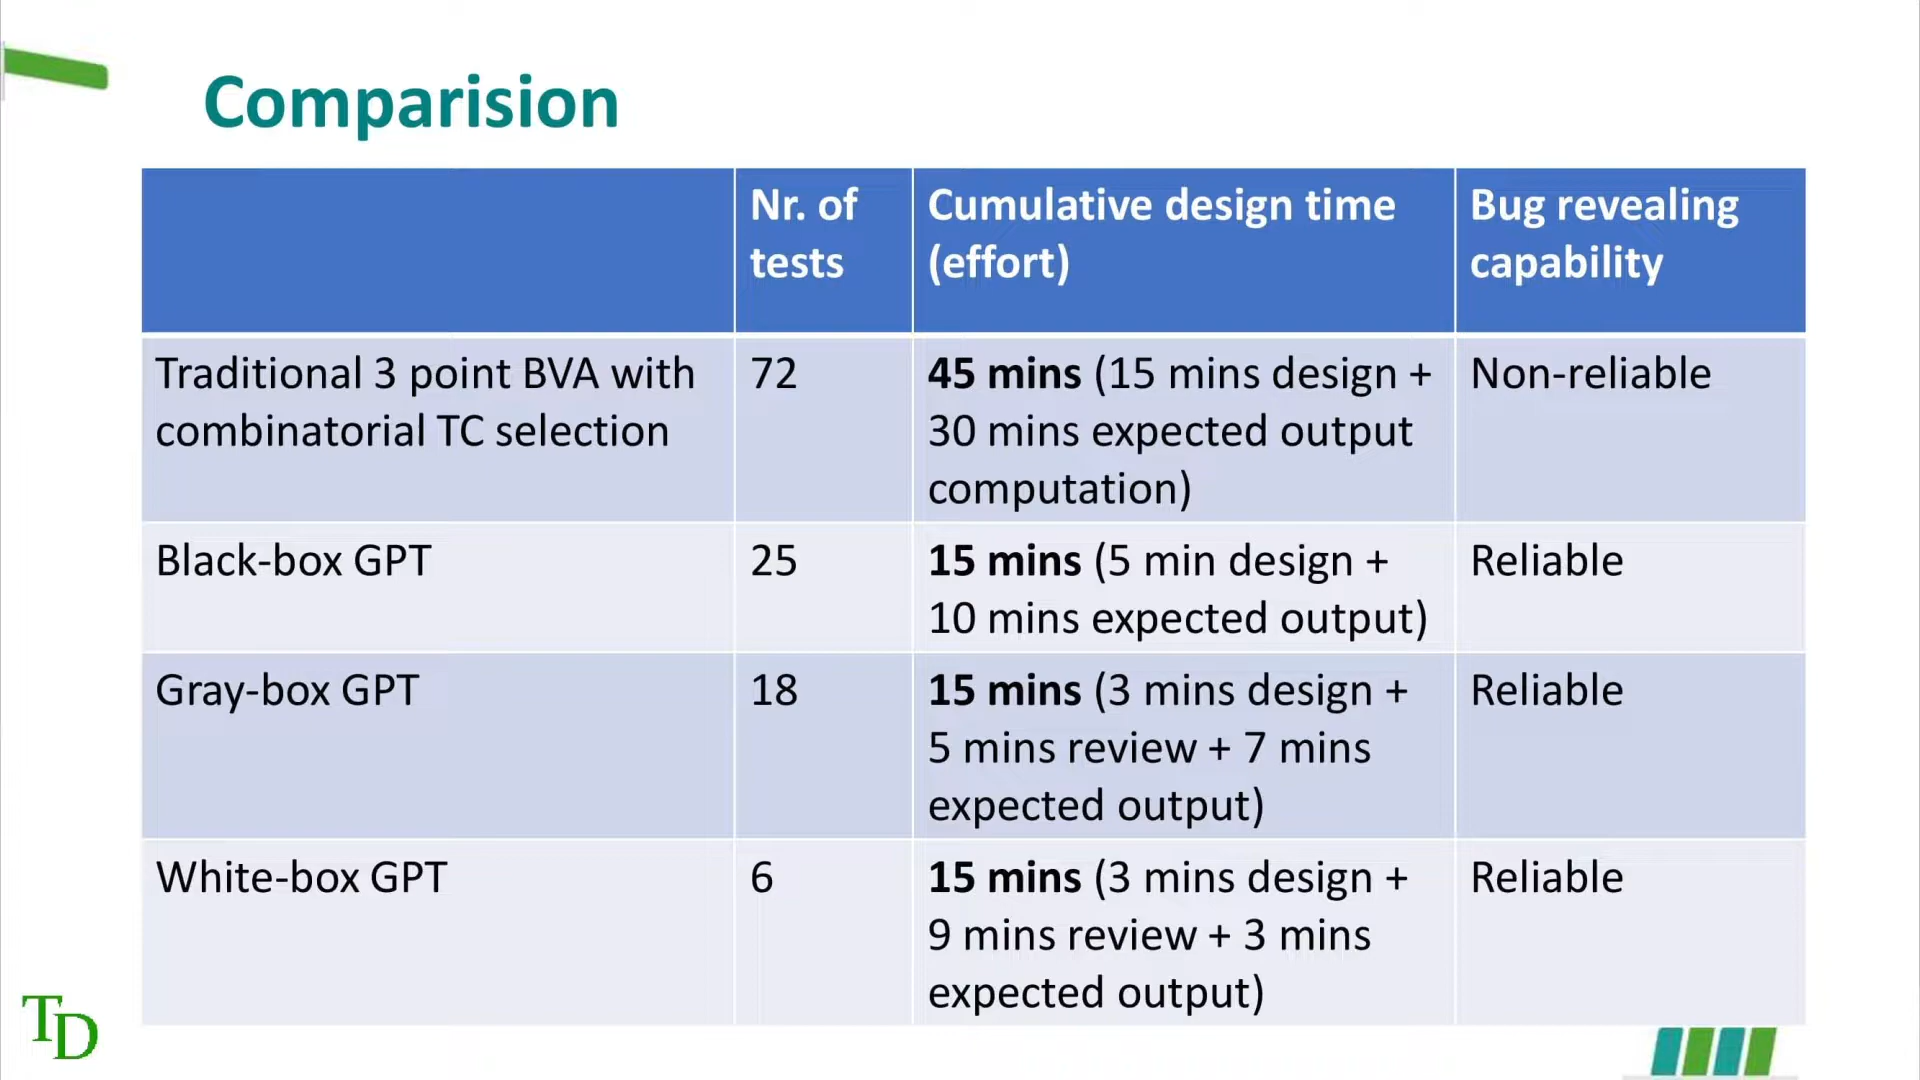 Comparision
Nr. of tests
Cumulative design time (effort)
Bug revealing capability
Traditional 3 point BVA with combinatorial TC selection
72
45 mins (15 mins design + 30 mins expected output computation)
Non-reliable
Black-box GPT
25
15 mins (5 min design + 10 mins expected output)
Reliable
Gray-box GPT
18
15 mins (3 mins design + 5 mins review + 7 mins expected output)
Reliable
White-box GPT
6
15 mins (3 mins design + 9 mins review + 3 mins expected output)
Reliable
TD